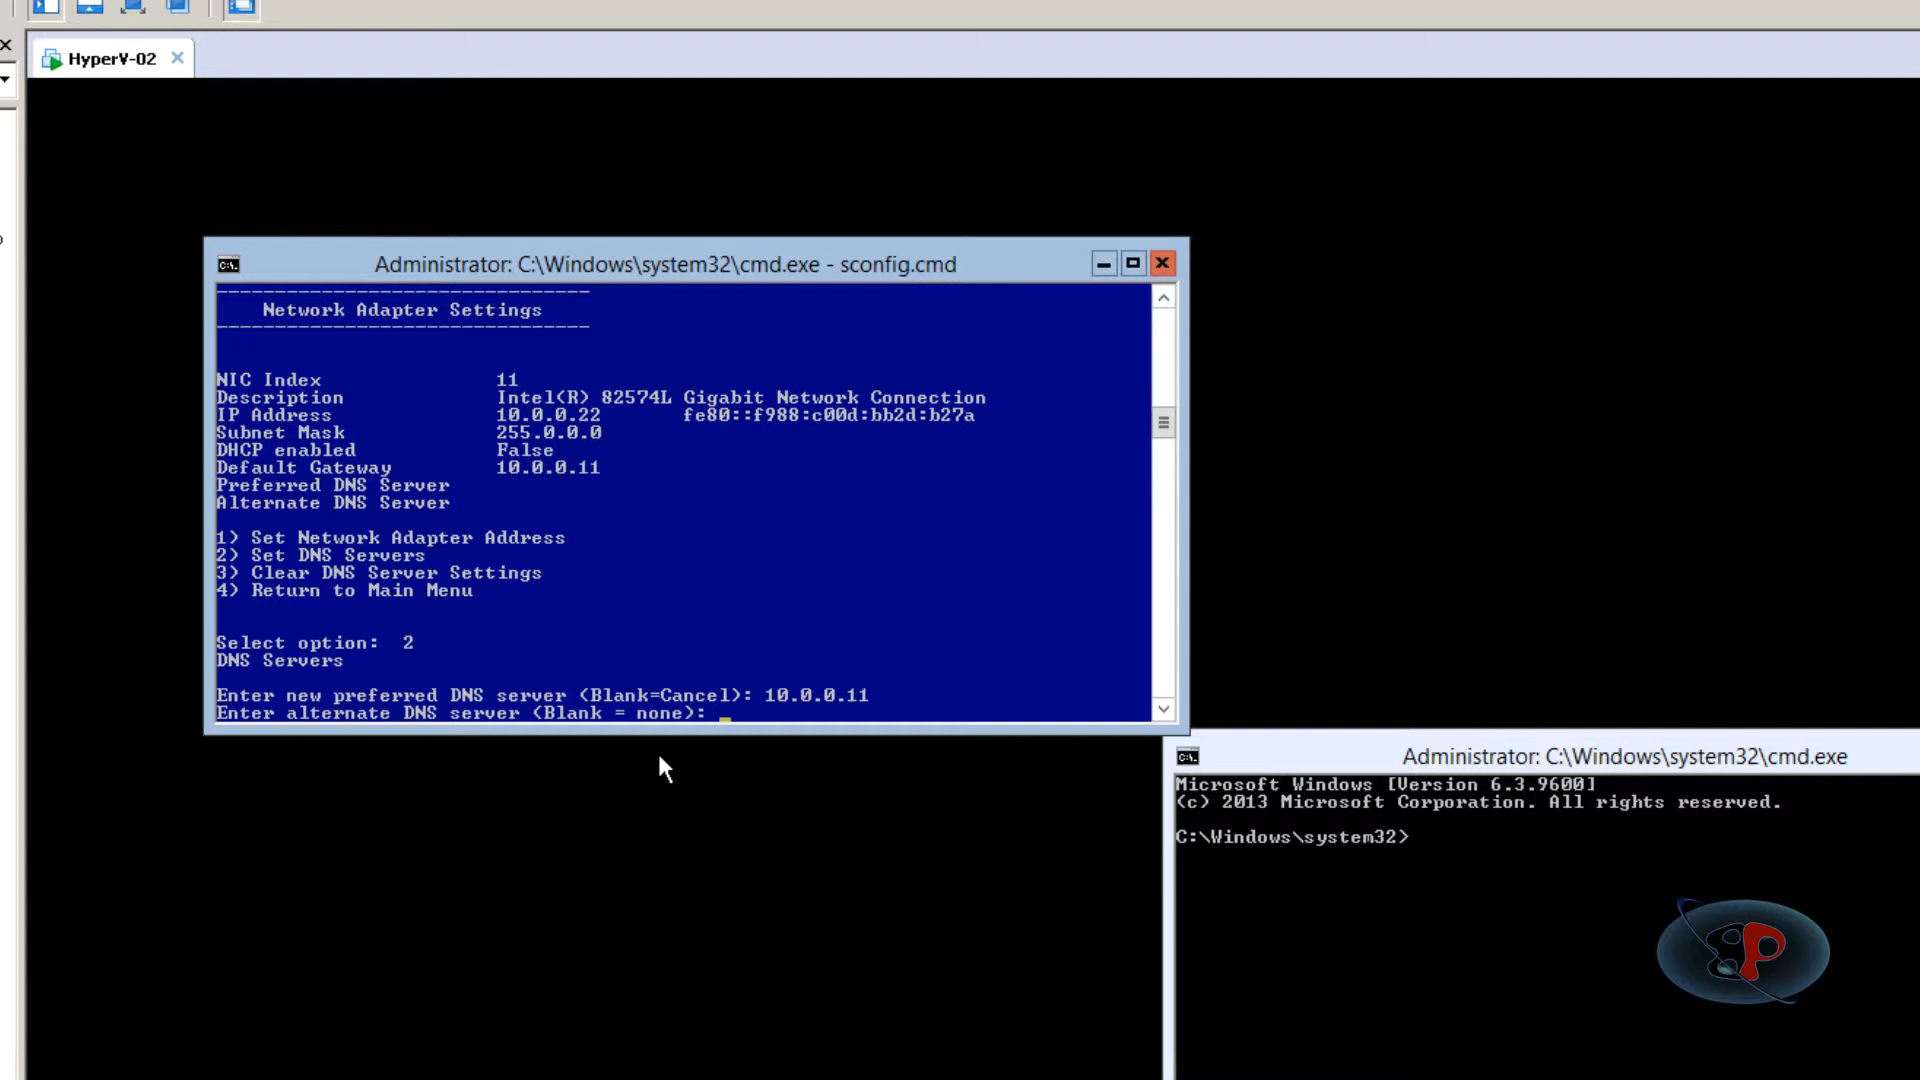 HyperV-02
Administrator: C:\Windows\system32\cmd.exe - sconfig.cmd
--------------------------------
Network Adapter Settings
--------------------------------
NIC Index 11
Description Intel(R) 82574L Gigabit Network Connection
IP Address 10.0.0.22 fe80::f988:c00d:bb2d:b27a
Subnet Mask 255.0.0.0
DHCP enabled False
Default Gateway 10.0.0.11
Preferred DNS Server
Alternate DNS Server
1) Set Network Adapter Address
2) Set DNS Servers
3) Clear DNS Server Settings
4) Return to Main Menu
Select option: 2
DNS Servers
Enter new preferred DNS server (Blank=Cancel): 10.0.0.11
Enter alternate DNS server (Blank = none): _
Administrator: C:\Windows\system32\cmd.exe
Microsoft Windows [Version 6.3.9600]
(c) 2013 Microsoft Corporation. All rights reserved.
C:\Windows\system32>